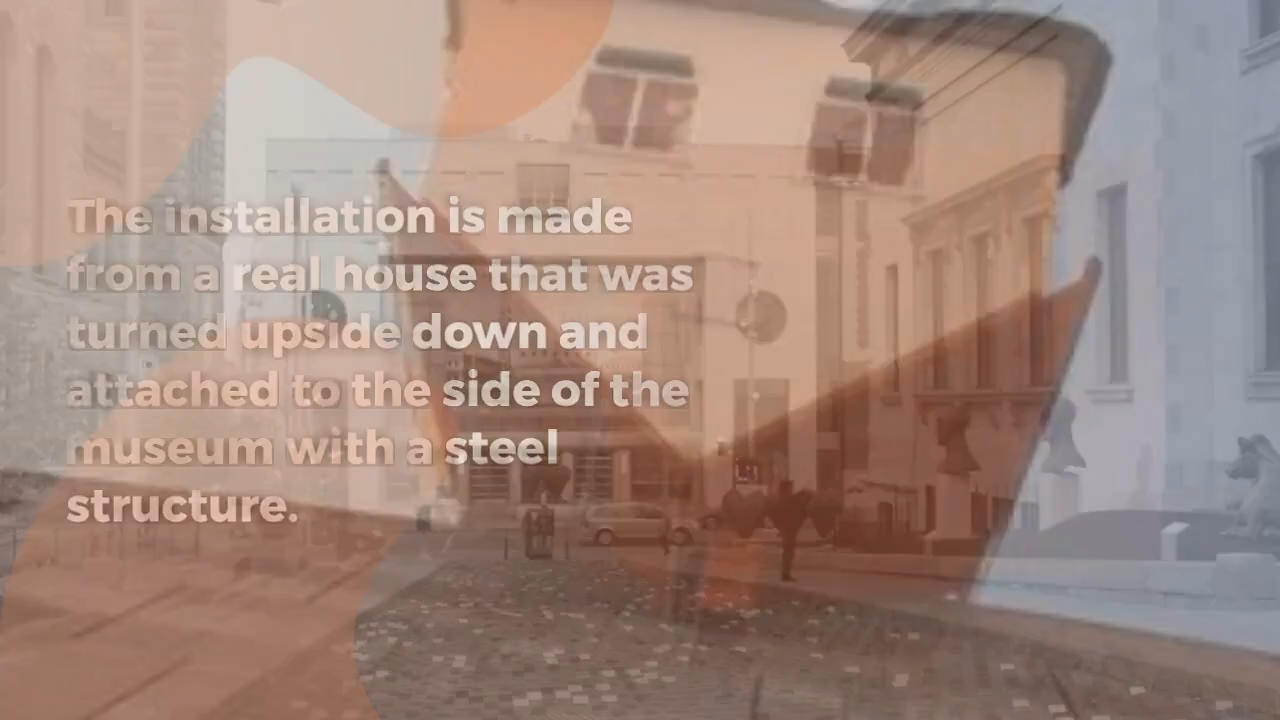 The installation is made
from a real house that was
turned upside down and
attached to the side of the
museum with a steel
structure.